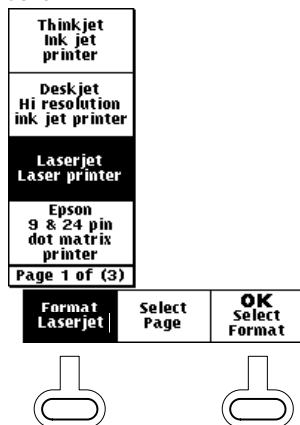 Thinkjet
Ink jet
printer
Deskjet
Hi resolution
ink jet printer
Laserjet
Laser printer
Epson
9 & 24 pin
dot matrix
printer
Page 1 of (3)
Format
Laserjet
Select
Page
OK
Select
Format